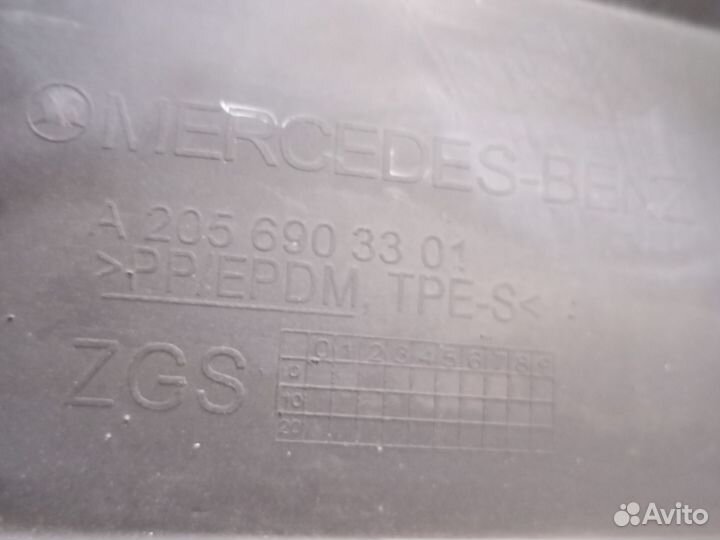 MERCEDES-BENZ
A 205 690 33 01
>PP/EPDM, TPE-S<
ZGS
0 1 2 3 4 5 6 7 8 9
0
10
20
Avito